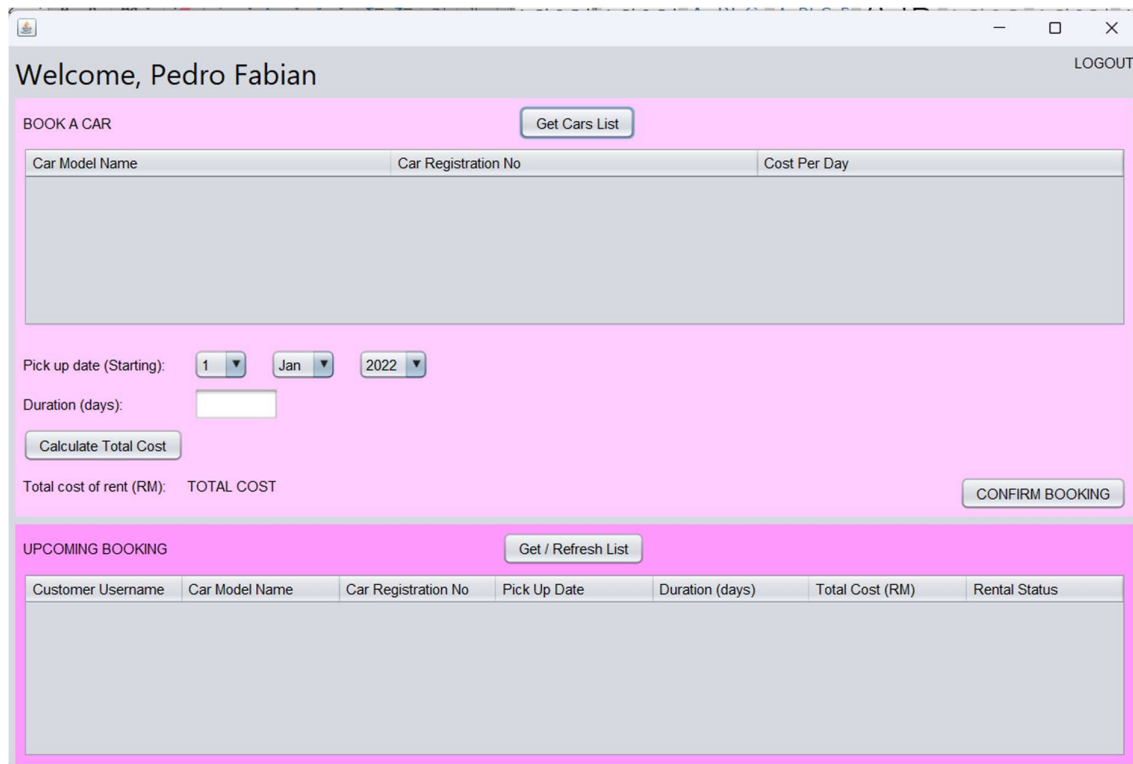 Welcome, Pedro Fabian
LOGOUT
BOOK A CAR
Get Cars List
Car Model Name Car Registration No Cost Per Day
Pick up date (Starting): 1 Jan 2022
Duration (days):
Calculate Total Cost
Total cost of rent (RM): TOTAL COST
CONFIRM BOOKING
UPCOMING BOOKING
Get / Refresh List
Customer Username Car Model Name Car Registration No Pick Up Date Duration (days) Total Cost (RM) Rental Status